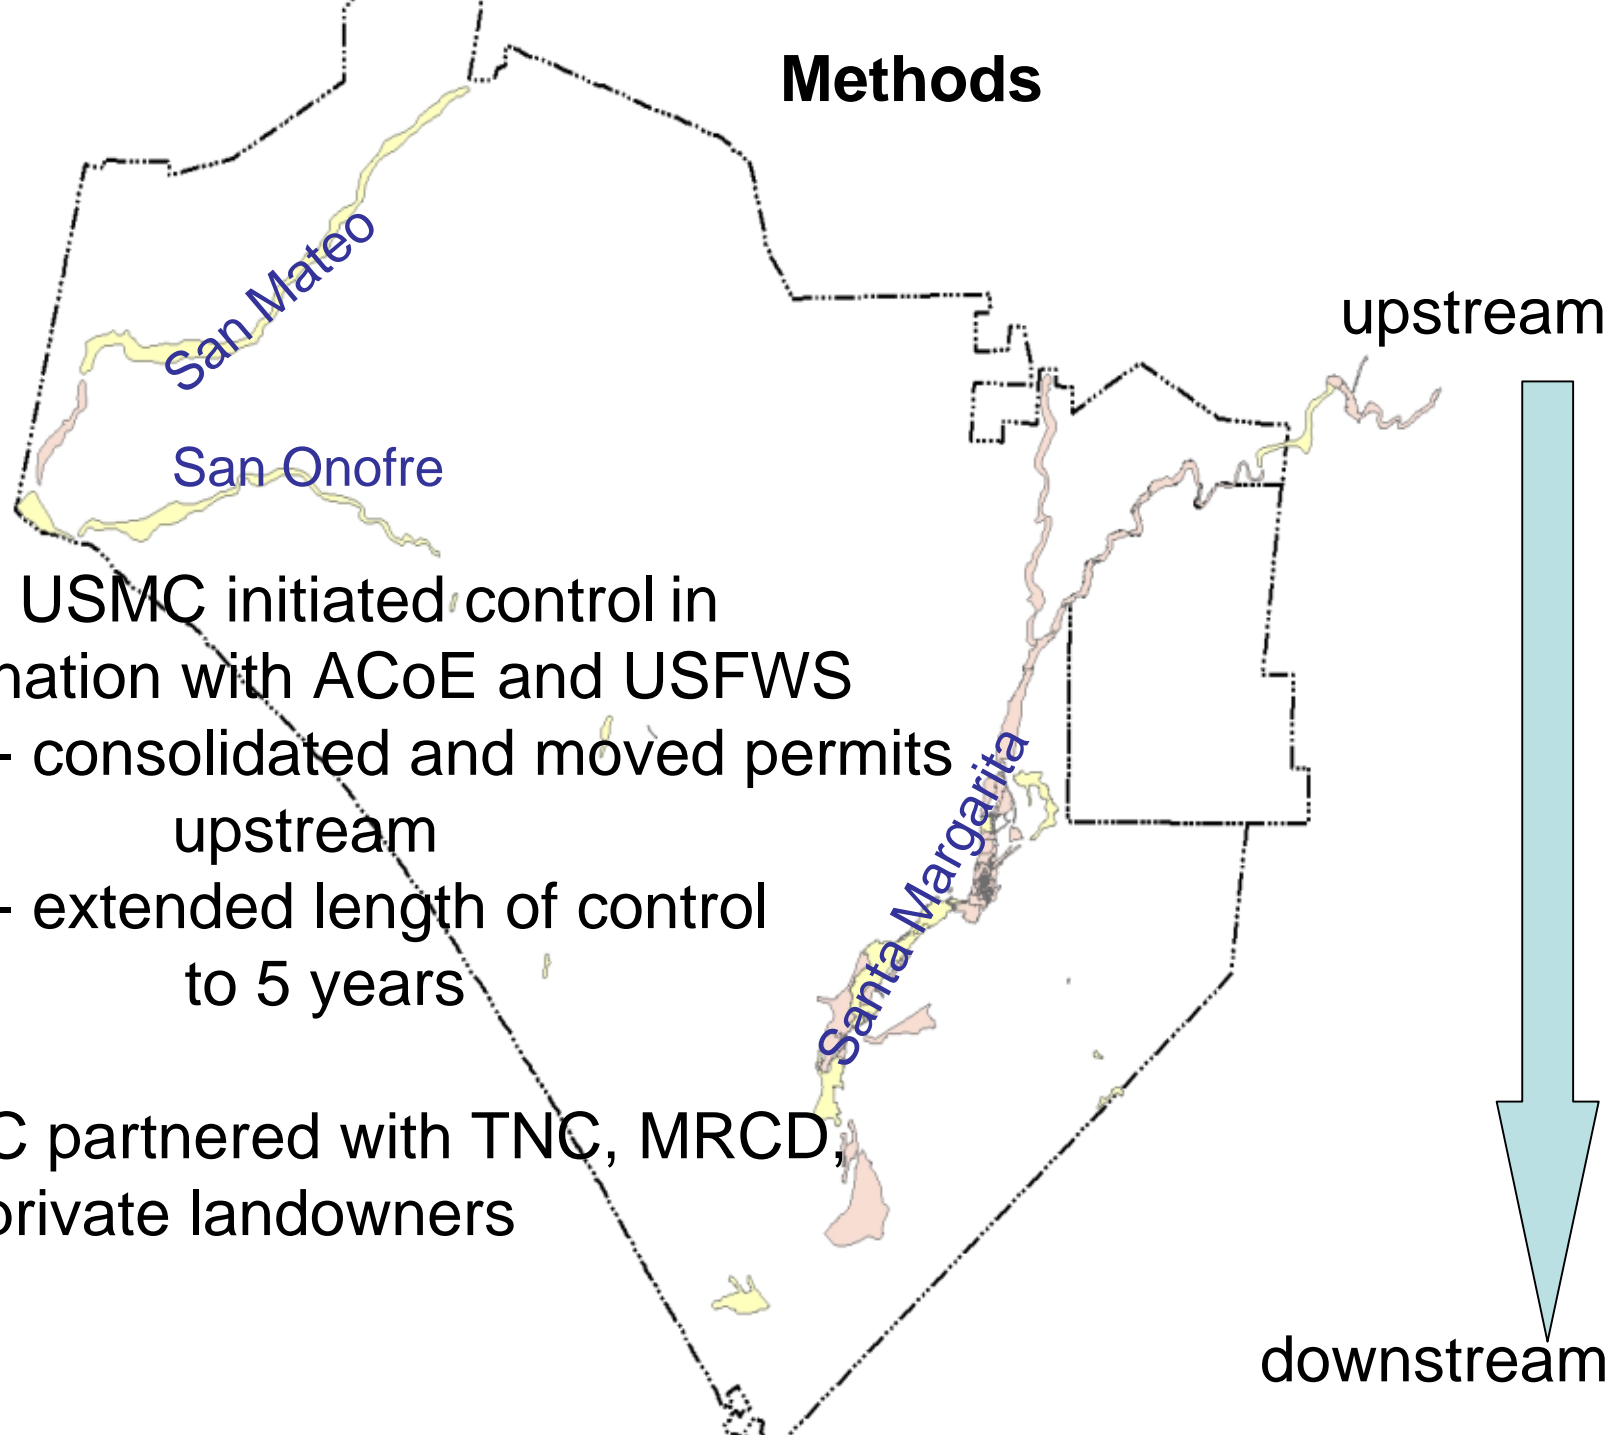 Methods
San Mateo
upstream
San Onofre
USMC initiated control in
nation with ACoE and USFWS
- consolidated and moved permits
upstream
- extended length of control
to 5 years
Santa Margarita
C partnered with TNC, MRCD,
private landowners
downstream